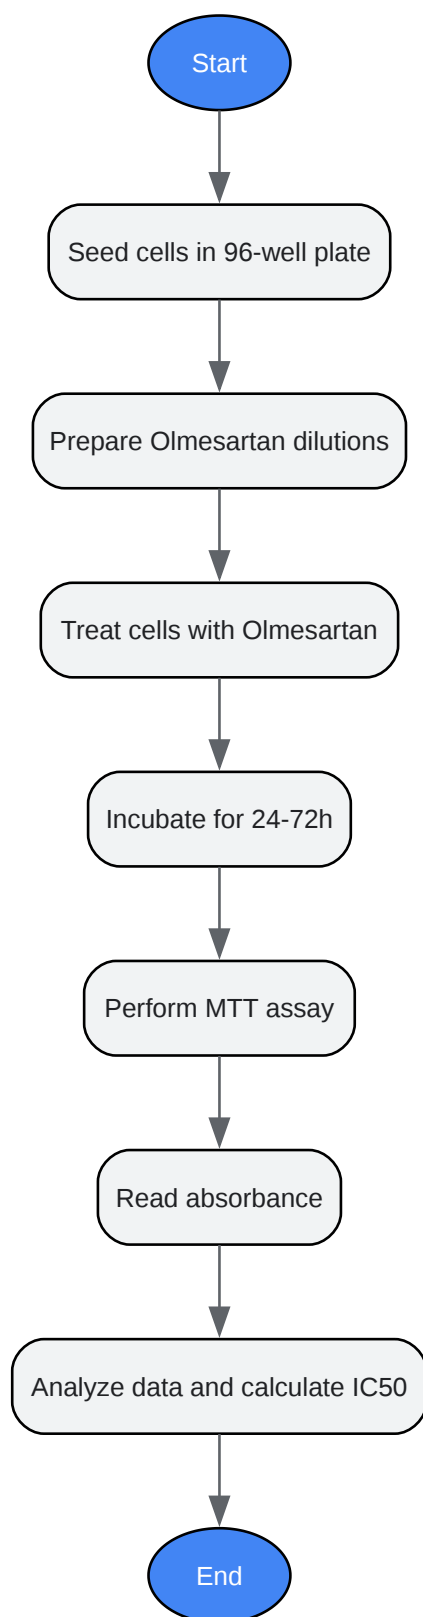 Start
Seed cells in 96-well plate
Prepare Olmesartan dilutions
Treat cells with Olmesartan
Incubate for 24-72h
Perform MTT assay
Read absorbance
Analyze data and calculate IC50
End